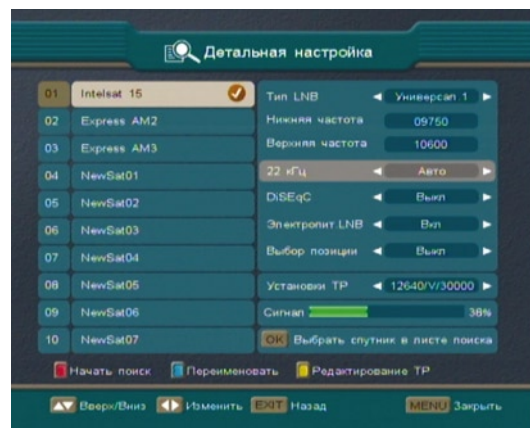 Детальная настройка
01 Intelsat 15
02 Express AM2
03 Express AM3
04 NewSat01
05 NewSat02
06 NewSat03
07 NewSat04
08 NewSat05
09 NewSat06
10 NewSat07
Тип LNB Универсал 1
Нижняя частота 09750
Верхняя частота 10600
22 кГц Авто
DiSEqC Выкл
Электропит.LNB Вкл
Выбор позиции Выкл
Установки TP 12640/V/30000
Сигнал 38%
OK Выбрать спутник в листе поиска
Начать поиск Переименовать Редактирование TP
Вверх/Вниз Изменить EXIT Назад MENU Закрыть